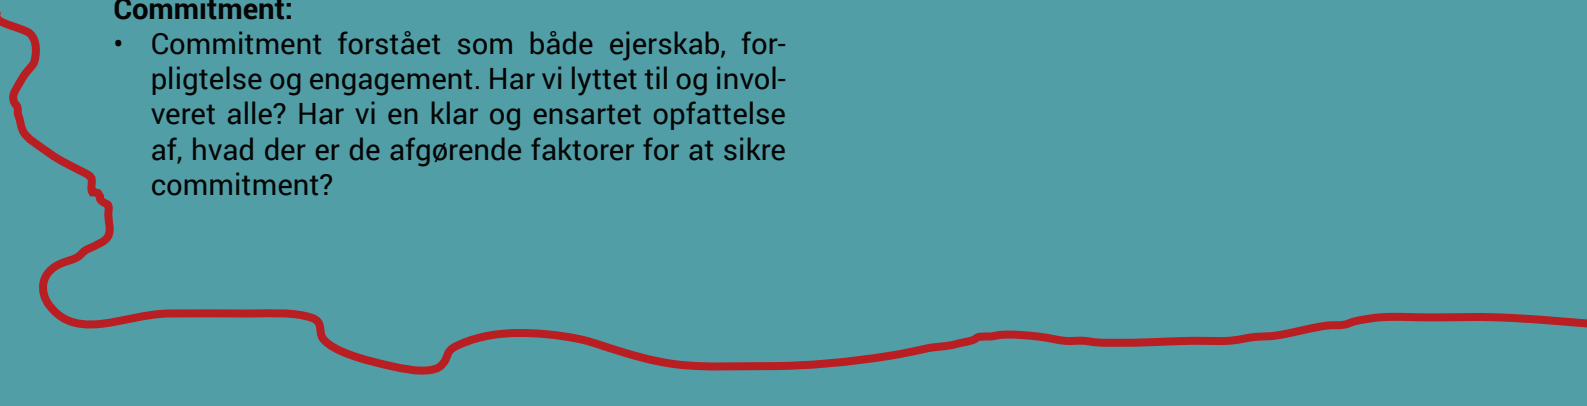 Commitment:
• Commitment forstået som både ejerskab, for-
pligtelse og engagement. Har vi lyttet til og invol-
veret alle? Har vi en klar og ensartet opfattelse
af, hvad der er de afgørende faktorer for at sikre
commitment?